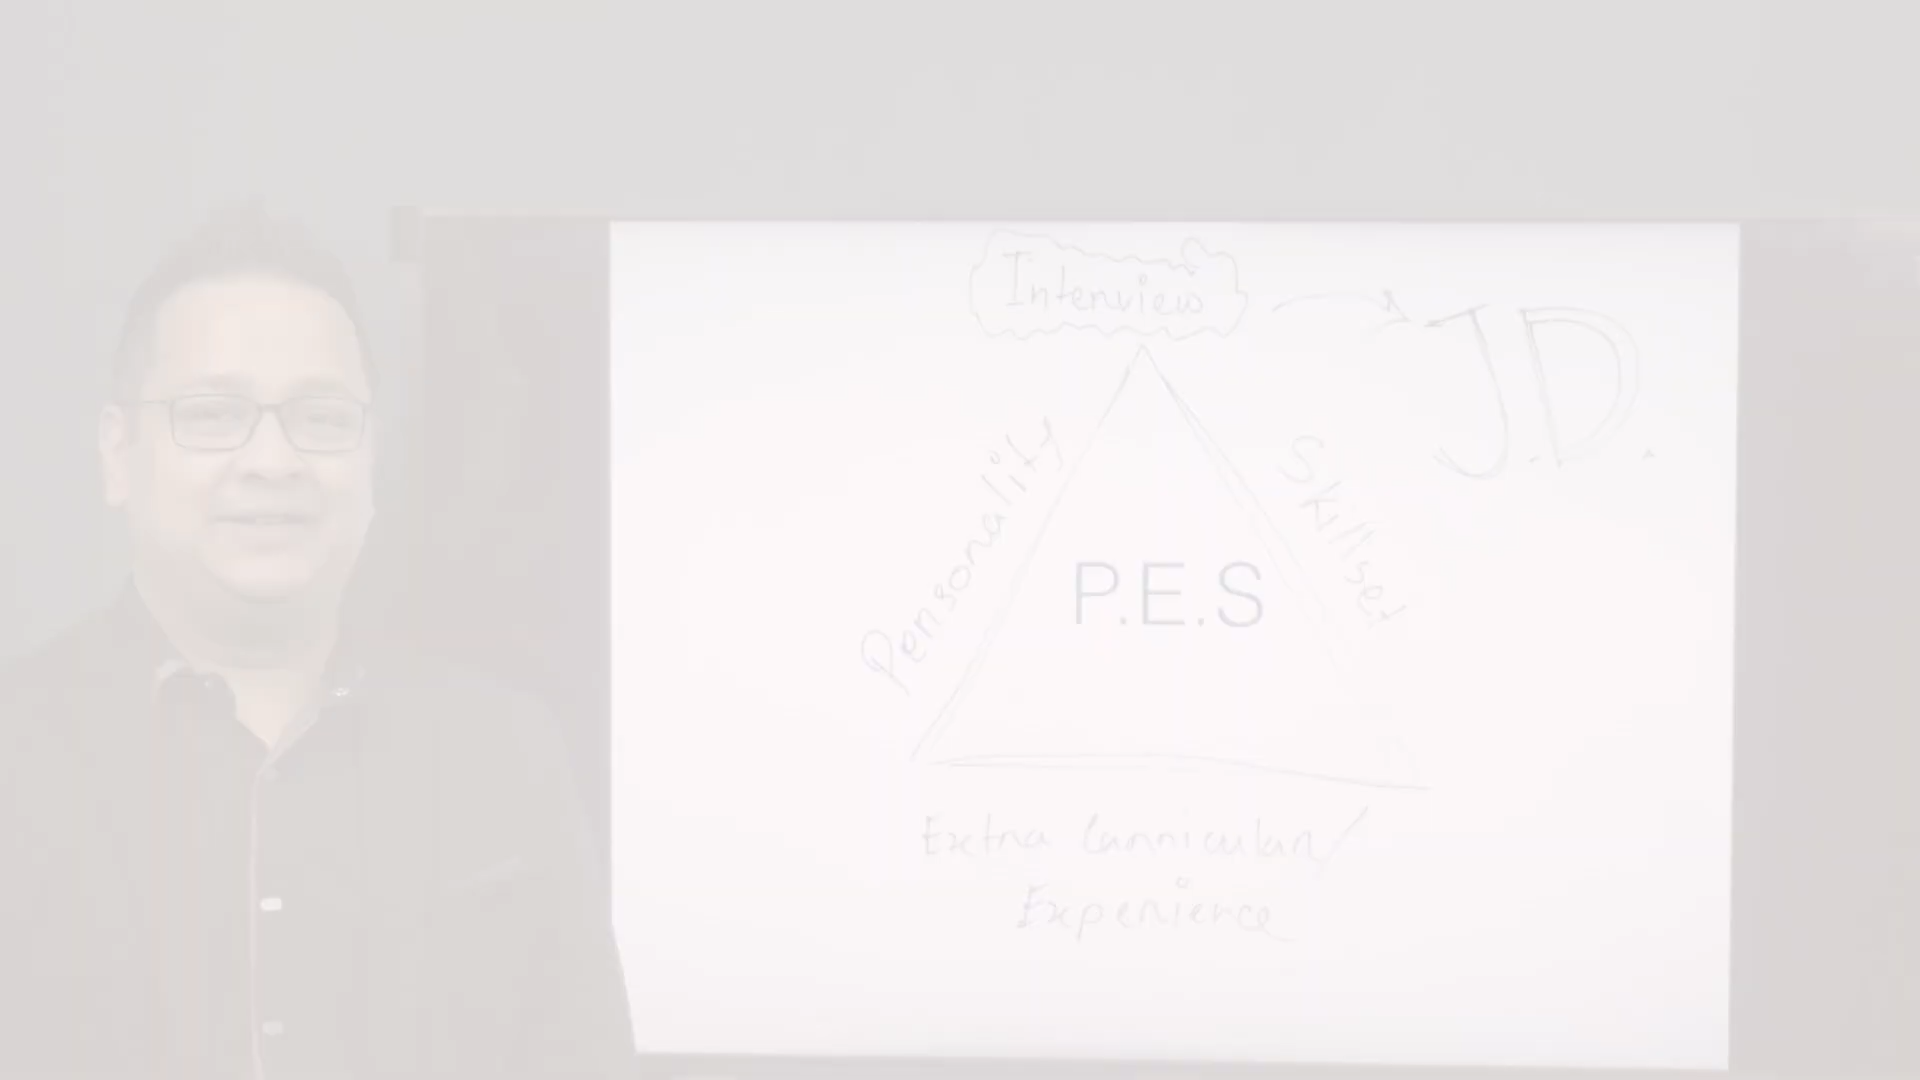 Interview
J.D.
Personality
Skillset
P.E.S
Extra Curricular/
Experience